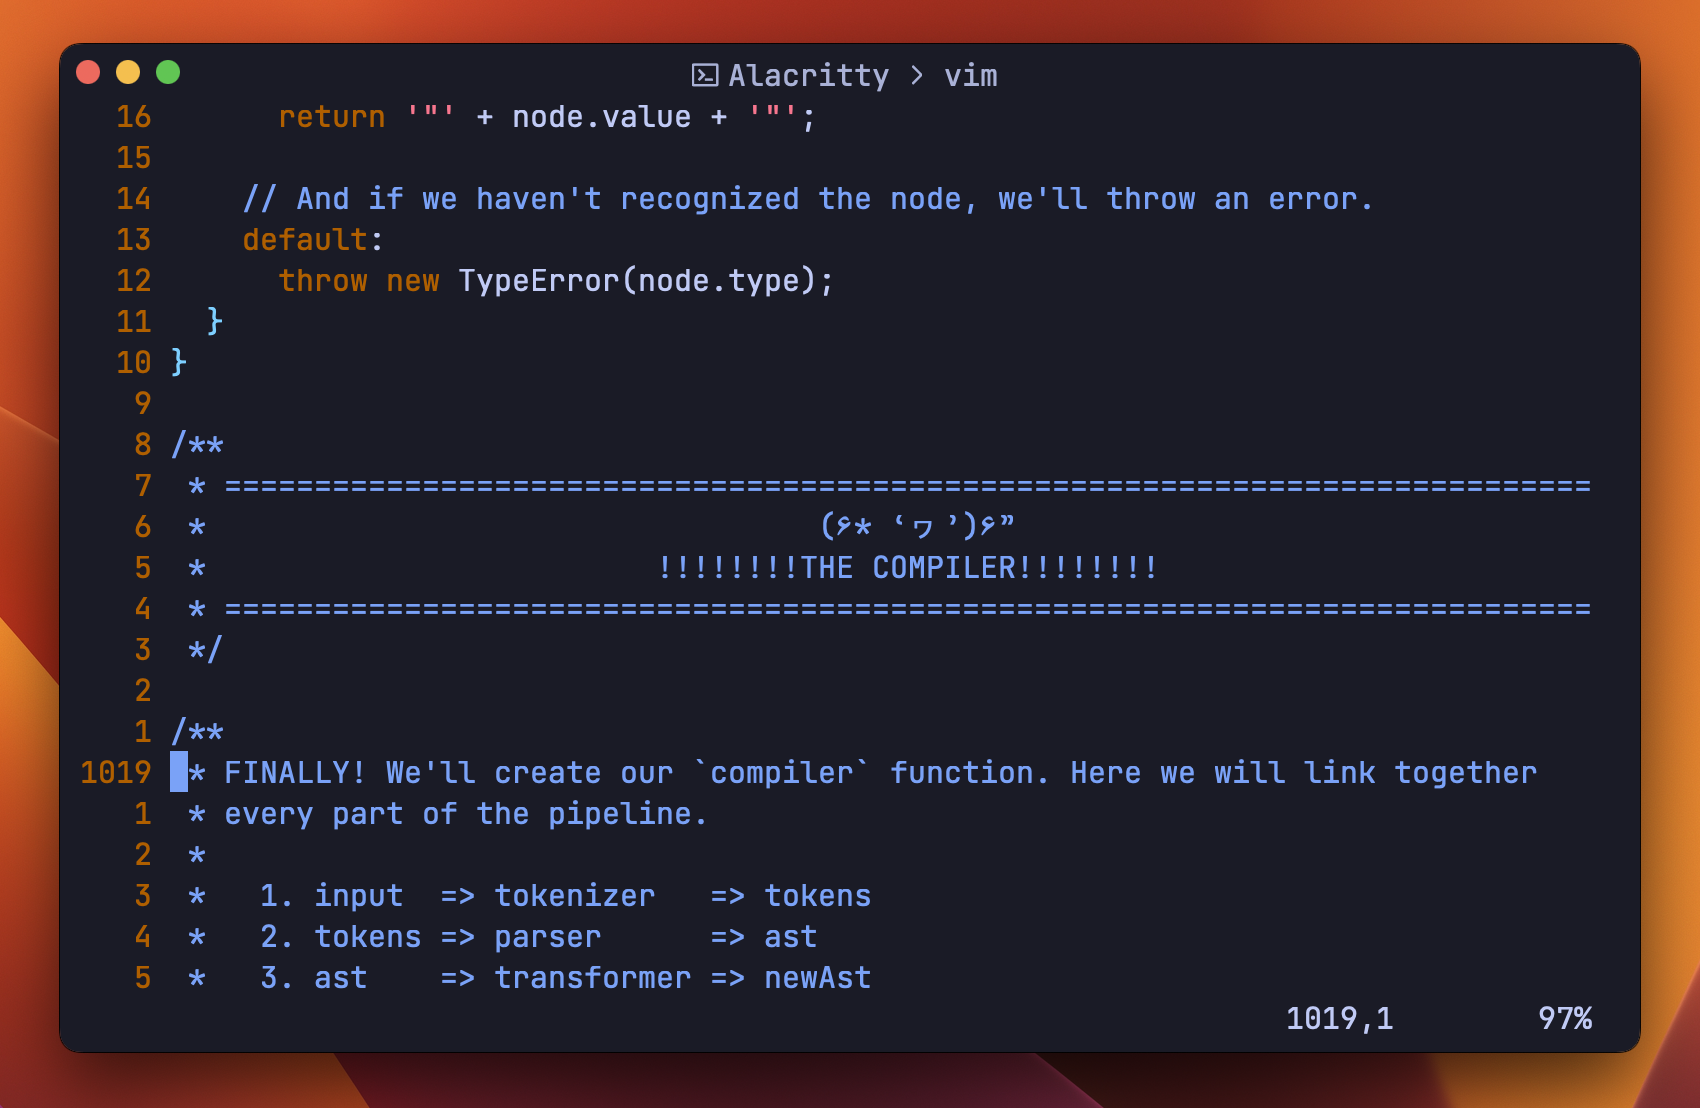 Alacritty > vim
16       return '"' + node.value + '"';
15
14     // And if we haven't recognized the node, we'll throw an error.
13     default:
12       throw new TypeError(node.type);
11   }
10 }
9
8 /**
7  * ============================================================================
6  *                                 (۶* ‘ヮ’)۶”
5  *                        !!!!!!!!THE COMPILER!!!!!!!!
4  * ============================================================================
3  */
2
1 /**
1019  * FINALLY! We'll create our `compiler` function. Here we will link together
1  * every part of the pipeline.
2  *
3  *   1. input  => tokenizer   => tokens
4  *   2. tokens => parser      => ast
5  *   3. ast    => transformer => newAst
1019,1 97%